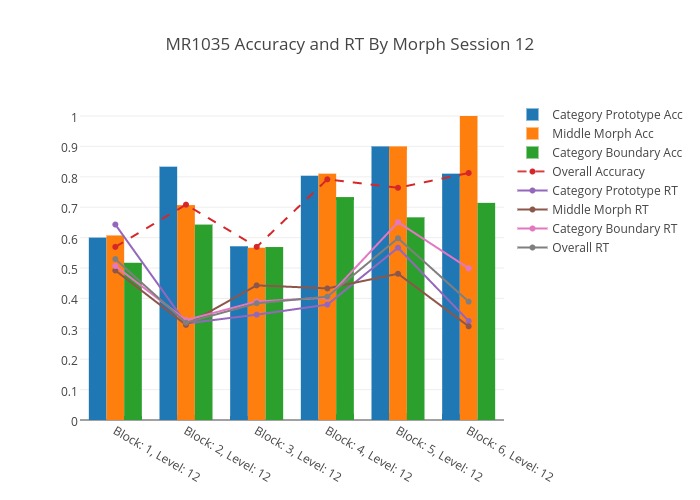 MR1035 Accuracy and RT By Morph Session 12
1
0.9
0.8
0.7
0.6
0.5
0.4
0.3
0.2
0.1
0
Block: 1, Level: 12
Block: 2, Level: 12
Block: 3, Level: 12
Block: 4, Level: 12
Block: 5, Level: 12
Block: 6, Level: 12
Category Prototype Acc
Middle Morph Acc
Category Boundary Acc
Overall Accuracy
Category Prototype RT
Middle Morph RT
Category Boundary RT
Overall RT